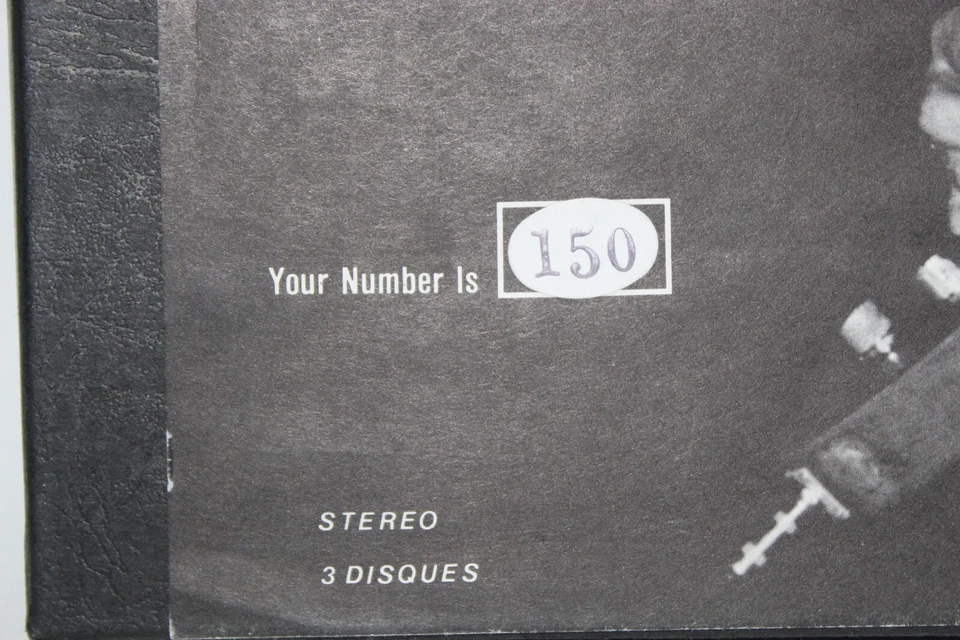 Your Number Is 150
STEREO
3 DISQUES